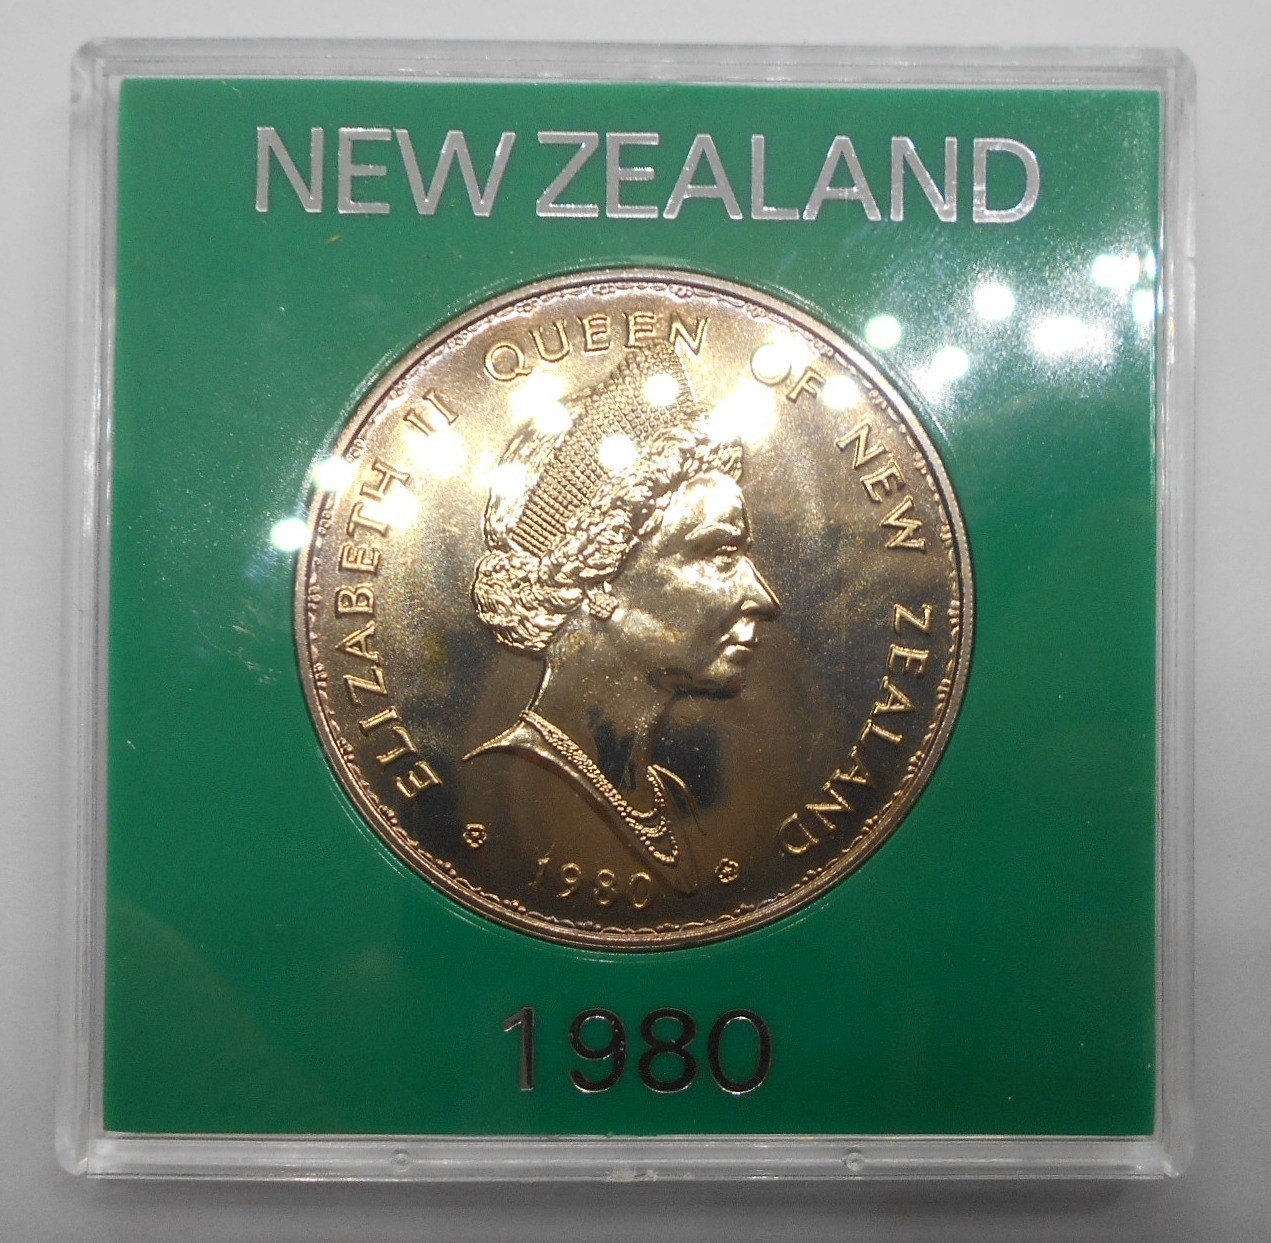 NEW ZEALAND
ELIZABETH II QUEEN OF NEW ZEALAND
1980
1980